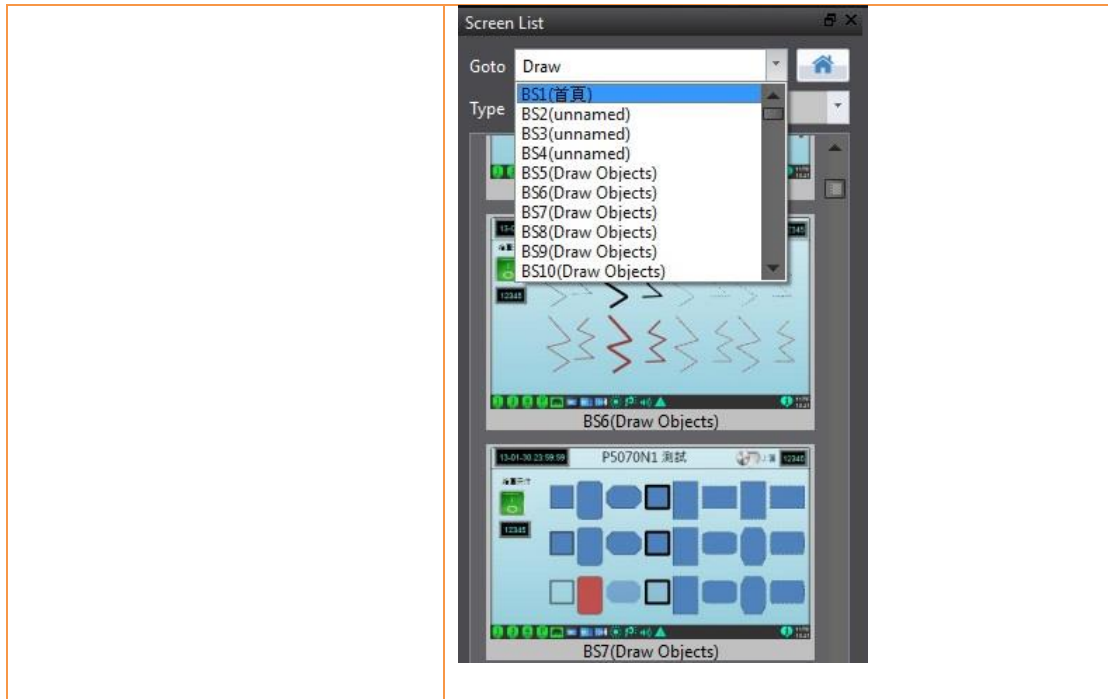 Screen List
Goto Draw
BS1(首頁)
Type
BS2(unnamed)
BS3(unnamed)
BS4(unnamed)
BS5(Draw Objects)
BS6(Draw Objects)
BS7(Draw Objects)
BS8(Draw Objects)
BS9(Draw Objects)
BS10(Draw Objects)
12345
BS6(Draw Objects)
13-01-30 23:59:59 P5070N1 測試 12345
12345
BS7(Draw Objects)